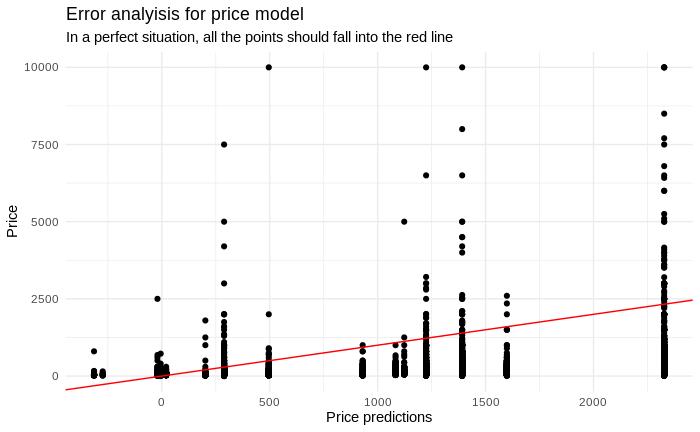 Error analyisis for price model
In a perfect situation, all the points should fall into the red line
10000
7500
5000
2500
0
Price
0 500 1000 1500 2000
Price predictions